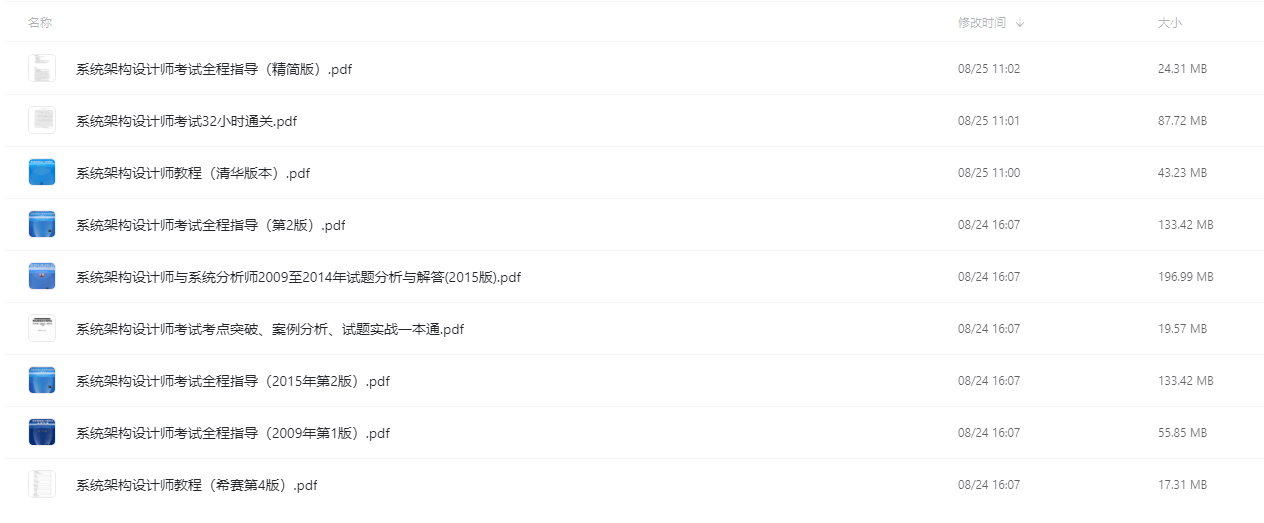 名称 修改时间 ↓ 大小
系统架构设计师考试全程指导（精简版）.pdf 08/25 11:02 24.31 MB
系统架构设计师考试32小时通关.pdf 08/25 11:01 87.72 MB
系统架构设计师教程（清华版本）.pdf 08/25 11:00 43.23 MB
系统架构设计师考试全程指导（第2版）.pdf 08/24 16:07 133.42 MB
系统架构设计师与系统分析师2009至2014年试题分析与解答(2015版).pdf 08/24 16:07 196.99 MB
系统架构设计师考试考点突破、案例分析、试题实战一本通.pdf 08/24 16:07 19.57 MB
系统架构设计师考试全程指导（2015年第2版）.pdf 08/24 16:07 133.42 MB
系统架构设计师考试全程指导（2009年第1版）.pdf 08/24 16:07 55.85 MB
系统架构设计师教程（希赛第4版）.pdf 08/24 16:07 17.31 MB